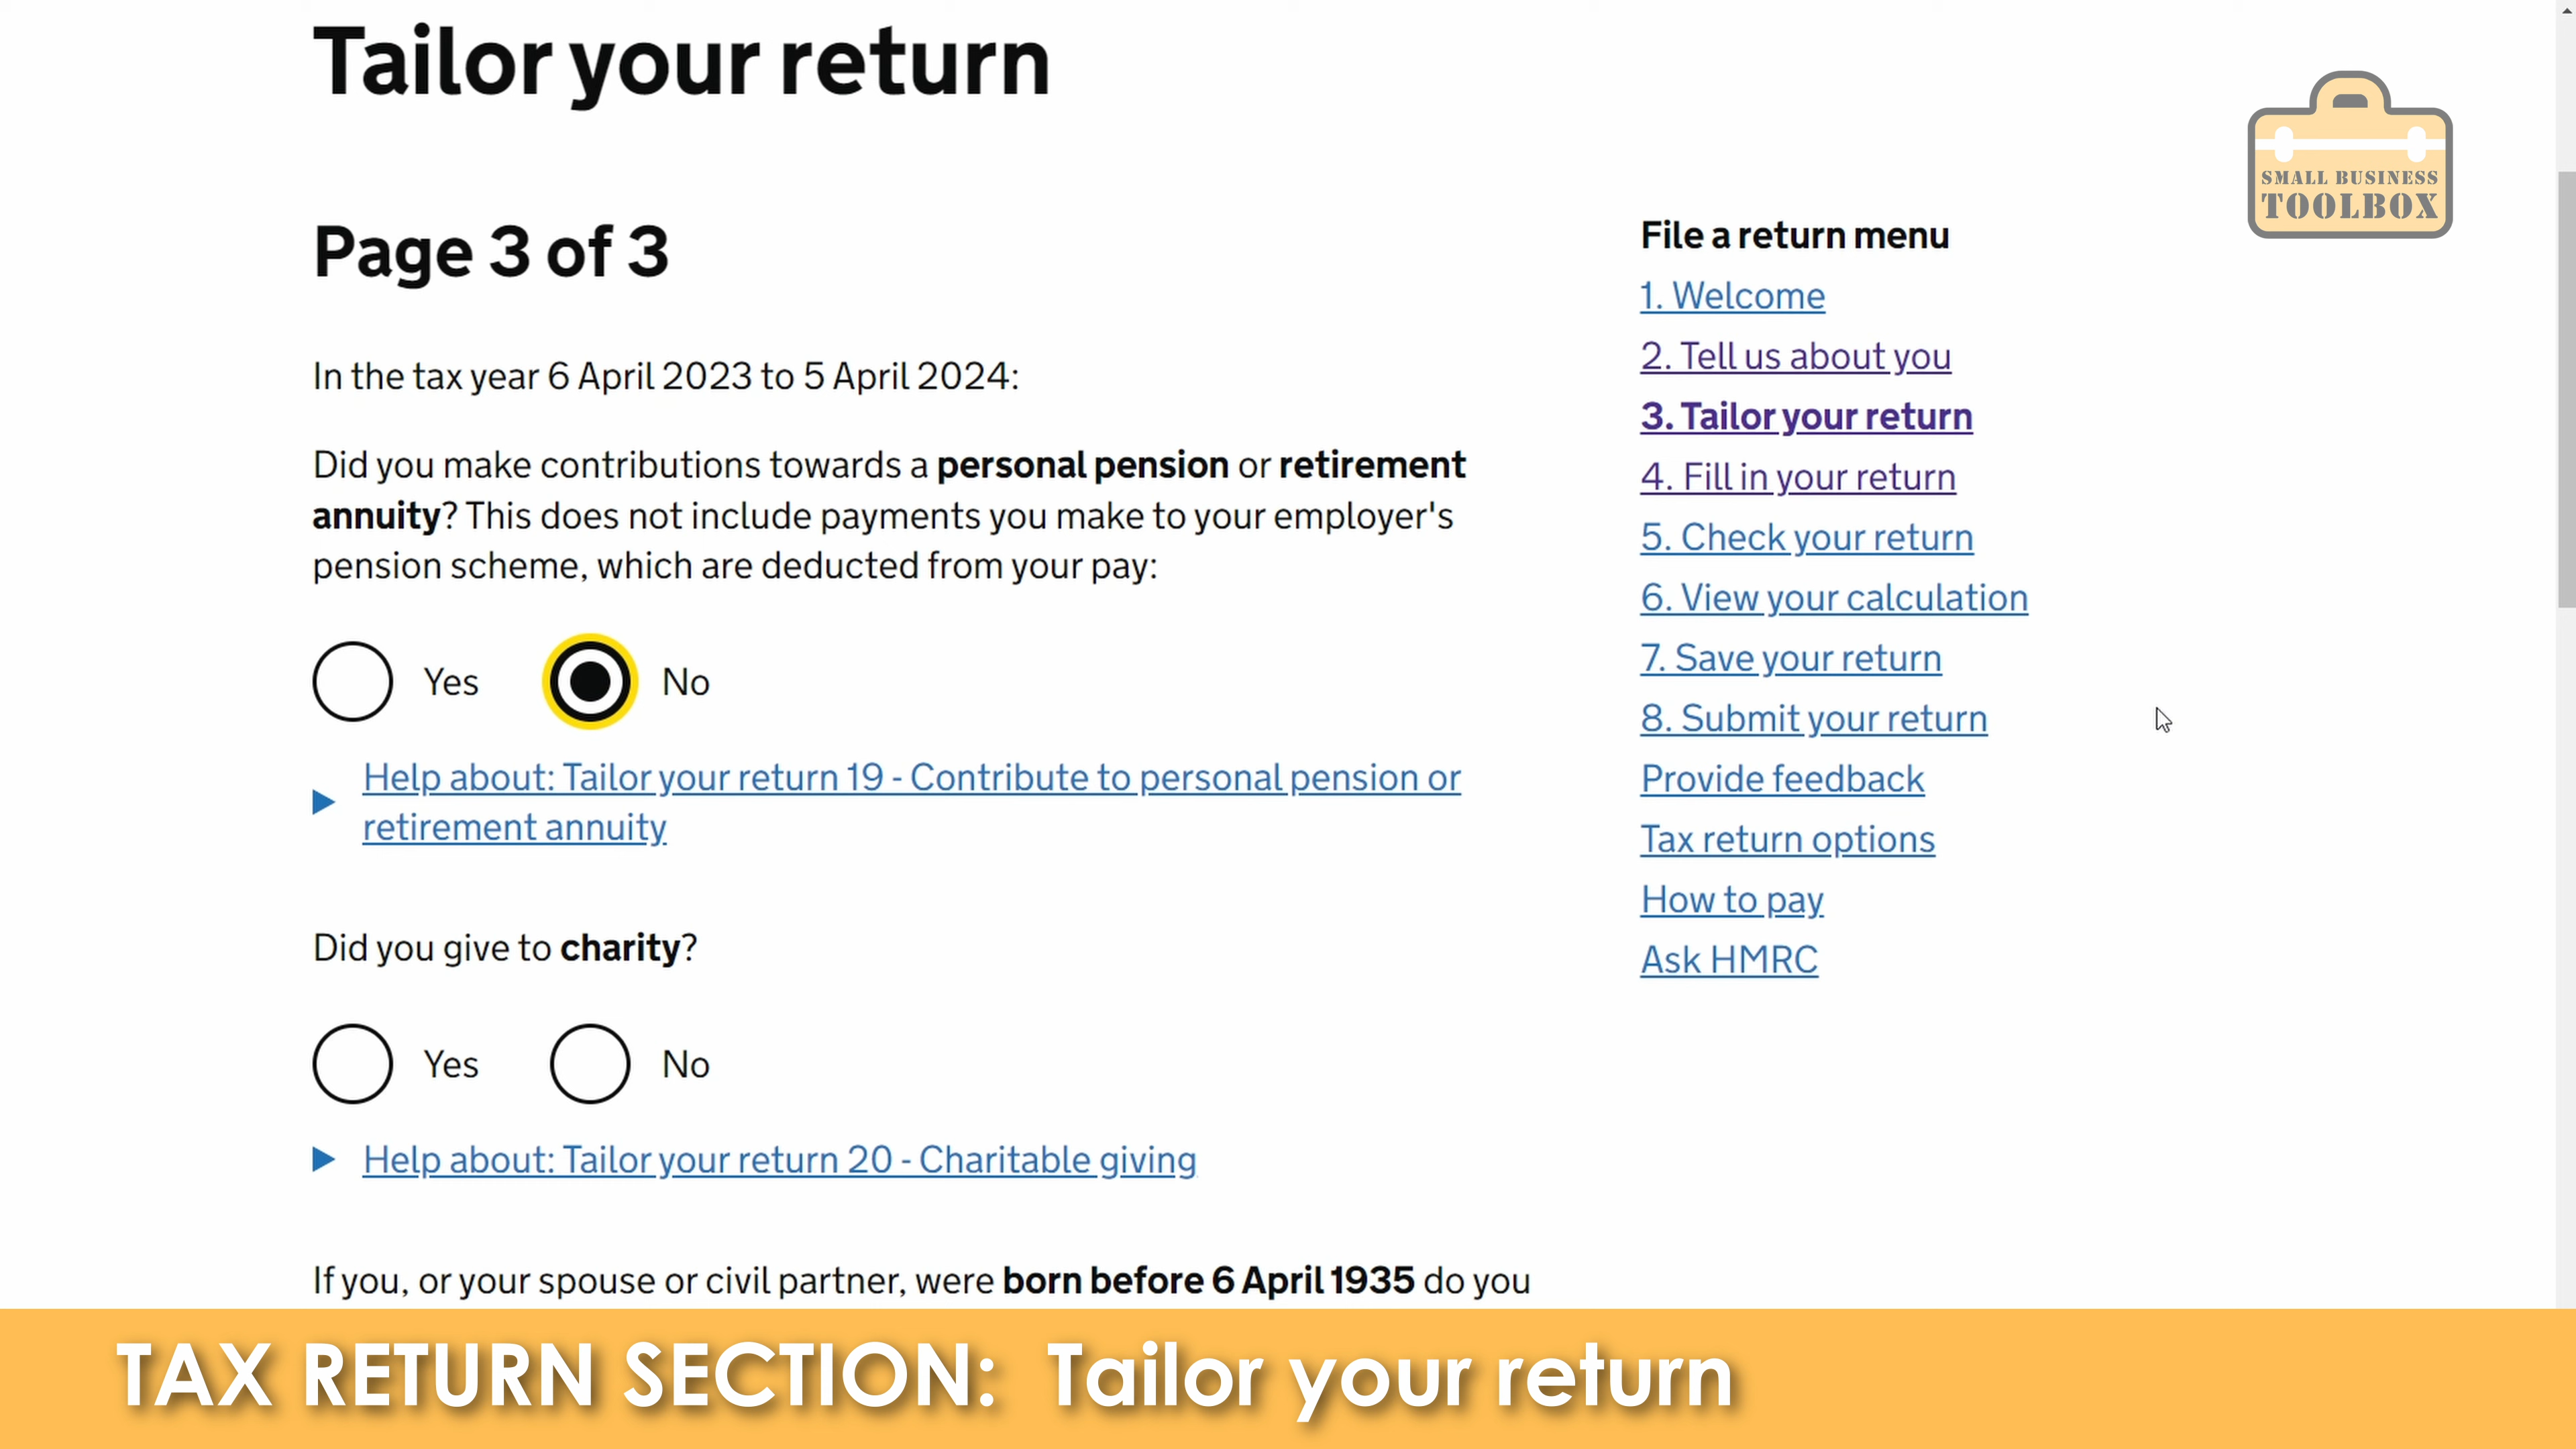 Tailor your return
Page 3 of 3
In the tax year 6 April 2023 to 5 April 2024:
Did you make contributions towards a personal pension or retirement
annuity? This does not include payments you make to your employer's
pension scheme, which are deducted from your pay:
Yes No
Help about: Tailor your return 19 - Contribute to personal pension or
retirement annuity
Did you give to charity?
Yes No
Help about: Tailor your return 20 - Charitable giving
If you, or your spouse or civil partner, were born before 6 April 1935 do you
File a return menu
1. Welcome
2. Tell us about you
3. Tailor your return
4. Fill in your return
5. Check your return
6. View your calculation
7. Save your return
8. Submit your return
Provide feedback
Tax return options
How to pay
Ask HMRC
SMALL BUSINESS
TOOLBOX
TAX RETURN SECTION: Tailor your return